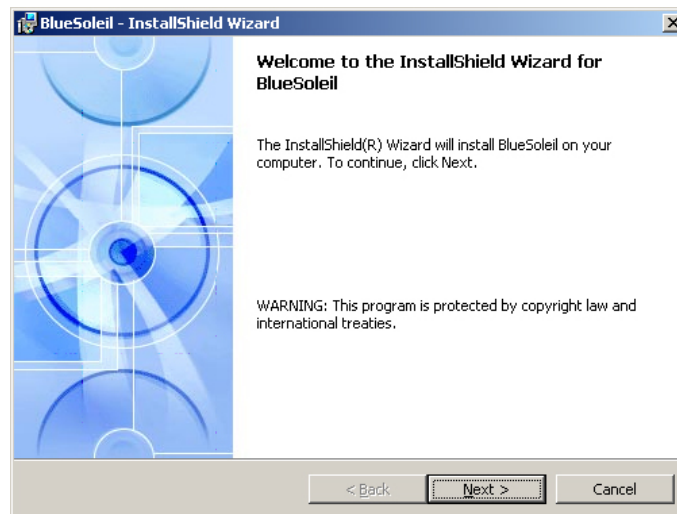 BlueSoleil - InstallShield Wizard
Welcome to the InstallShield Wizard for
BlueSoleil
The InstallShield(R) Wizard will install BlueSoleil on your
computer. To continue, click Next.
WARNING: This program is protected by copyright law and
international treaties.
< Back
Next >
Cancel